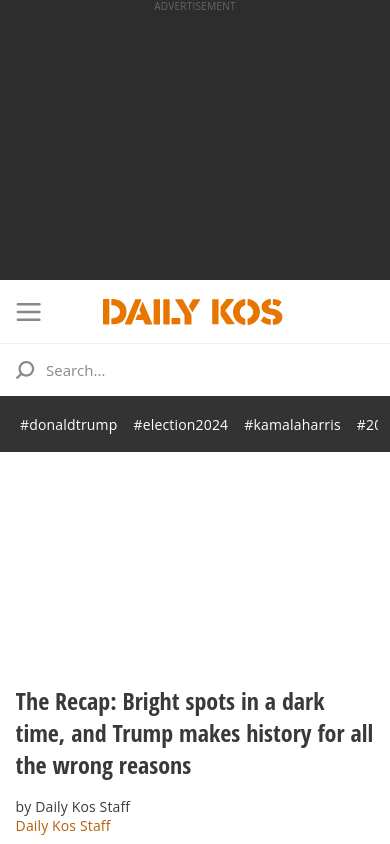 ADVERTISEMENT
DAILY KOS
Search...
#donaldtrump #election2024 #kamalaharris
The Recap: Bright spots in a dark
time, and Trump makes history for all
the wrong reasons
by Daily Kos Staff
Daily Kos Staff